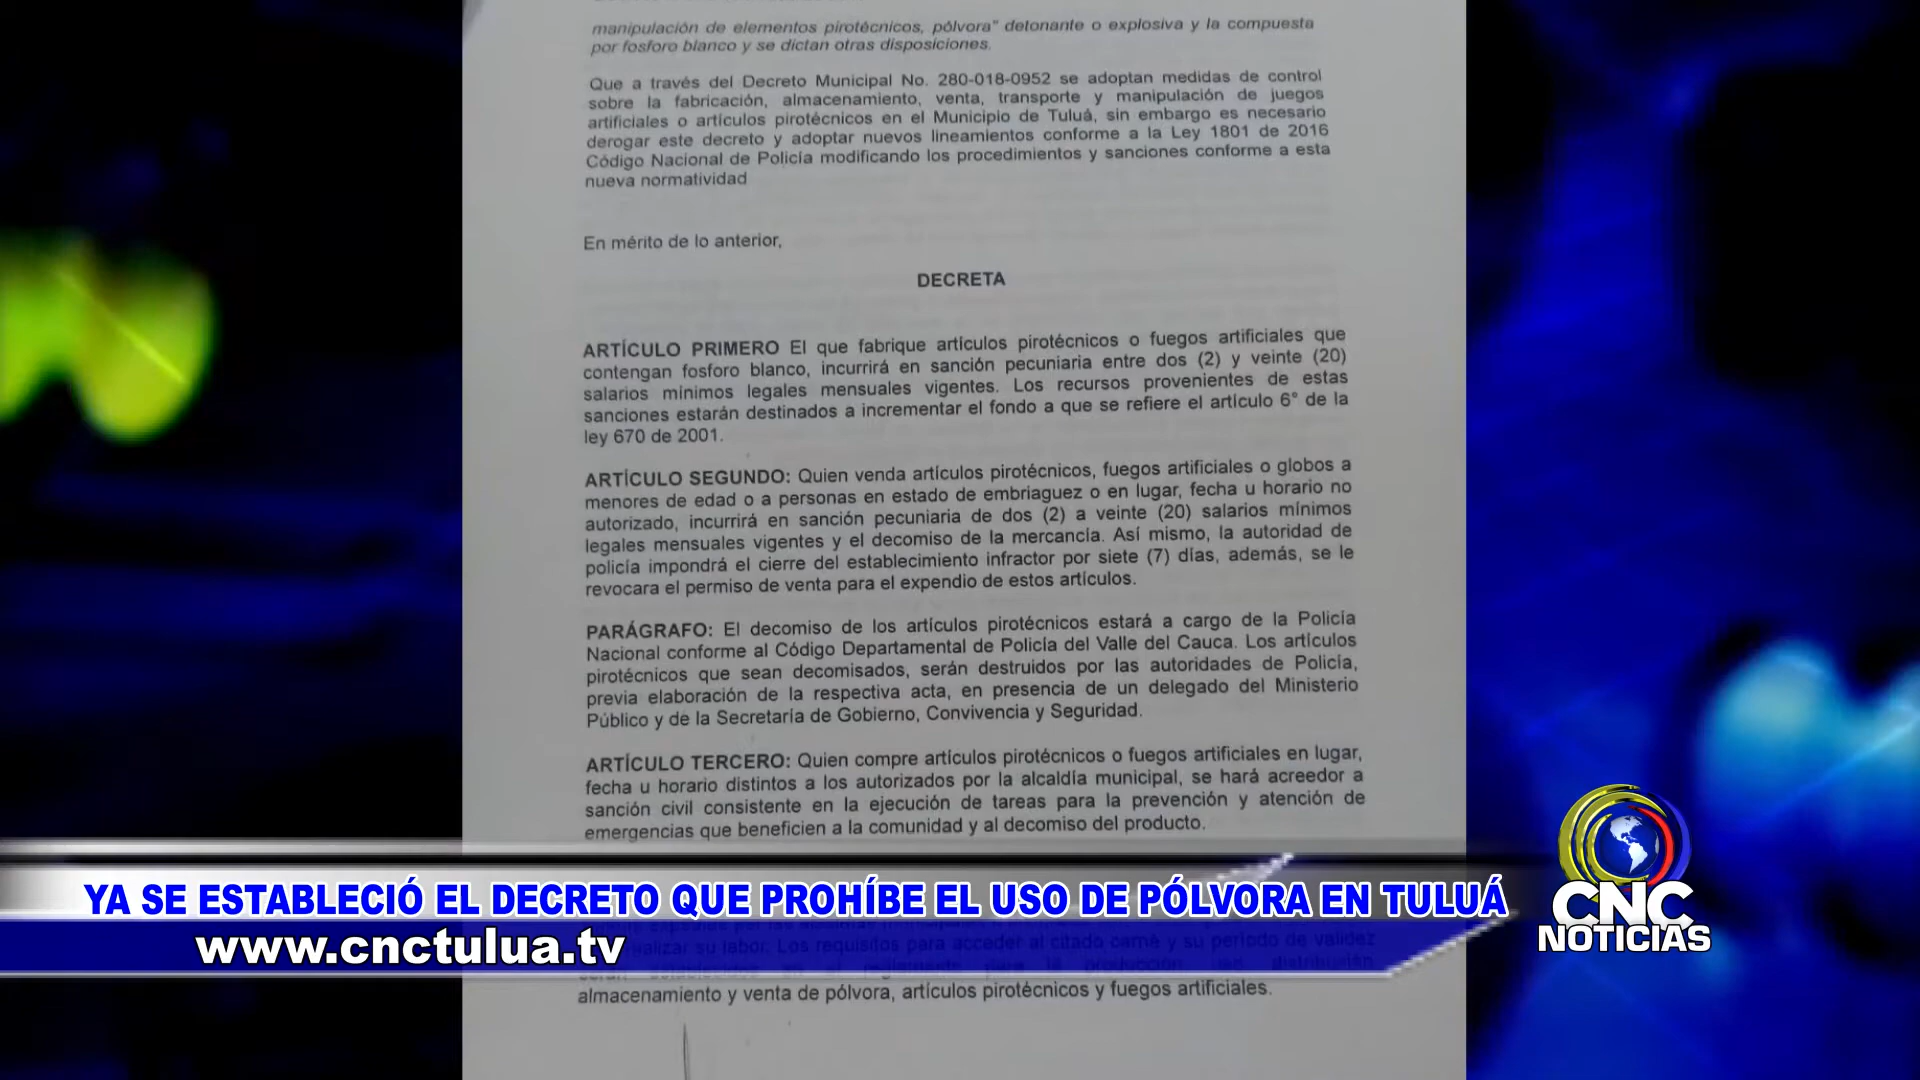 manipulación de elementos pirotécnicos, pólvora" detonante o explosiva y la compuesta
por fosforo blanco y se dictan otras disposiciones.
Que a través del Decreto Municipal No. 280-018-0952 se adoptan medidas de control
sobre la fabricación, almacenamiento, venta, transporte y manipulación de juegos
artificiales o artículos pirotécnicos en el Municipio de Tuluá, sin embargo es necesario
derogar este decreto y adoptar nuevos lineamientos conforme a la Ley 1801 de 2016
Código Nacional de Policía modificando los procedimientos y sanciones conforme a esta
nueva normatividad
En mérito de lo anterior,
DECRETA
ARTÍCULO PRIMERO El que fabrique artículos pirotécnicos o fuegos artificiales que
contengan fosforo blanco, incurrirá en sanción pecuniaria entre dos (2) y veinte (20)
salarios mínimos legales mensuales vigentes. Los recursos provenientes de estas
sanciones estarán destinados a incrementar el fondo a que se refiere el artículo 6° de la
ley 670 de 2001.
ARTÍCULO SEGUNDO: Quien venda artículos pirotécnicos, fuegos artificiales o globos a
menores de edad o a personas en estado de embriaguez o en lugar, fecha u horario no
autorizado, incurrirá en sanción pecuniaria de dos (2) a veinte (20) salarios mínimos
legales mensuales vigentes y el decomiso de la mercancía. Así mismo, la autoridad de
policía impondrá el cierre del establecimiento infractor por siete (7) días, además, se le
revocara el permiso de venta para el expendio de estos artículos.
PARÁGRAFO: El decomiso de los artículos pirotécnicos estará a cargo de la Policía
Nacional conforme al Código Departamental de Policía del Valle del Cauca. Los artículos
pirotécnicos que sean decomisados, serán destruidos por las autoridades de Policía,
previa elaboración de la respectiva acta, en presencia de un delegado del Ministerio
Público y de la Secretaría de Gobierno, Convivencia y Seguridad.
ARTÍCULO TERCERO: Quien compre artículos pirotécnicos o fuegos artificiales en lugar,
fecha u horario distintos a los autorizados por la alcaldía municipal, se hará acreedor a
sanción civil consistente en la ejecución de tareas para la prevención y atención de
emergencias que beneficien a la comunidad y al decomiso del producto.
YA SE ESTABLECIÓ EL DECRETO QUE PROHÍBE EL USO DE PÓLVORA EN TULUÁ
www.cnctulua.tv
su labor. Los requisitos para acceder al citado carné y su periodo de validez
almacenamiento y venta de pólvora, artículos pirotécnicos y fuegos artificiales.
CNC
NOTICIAS